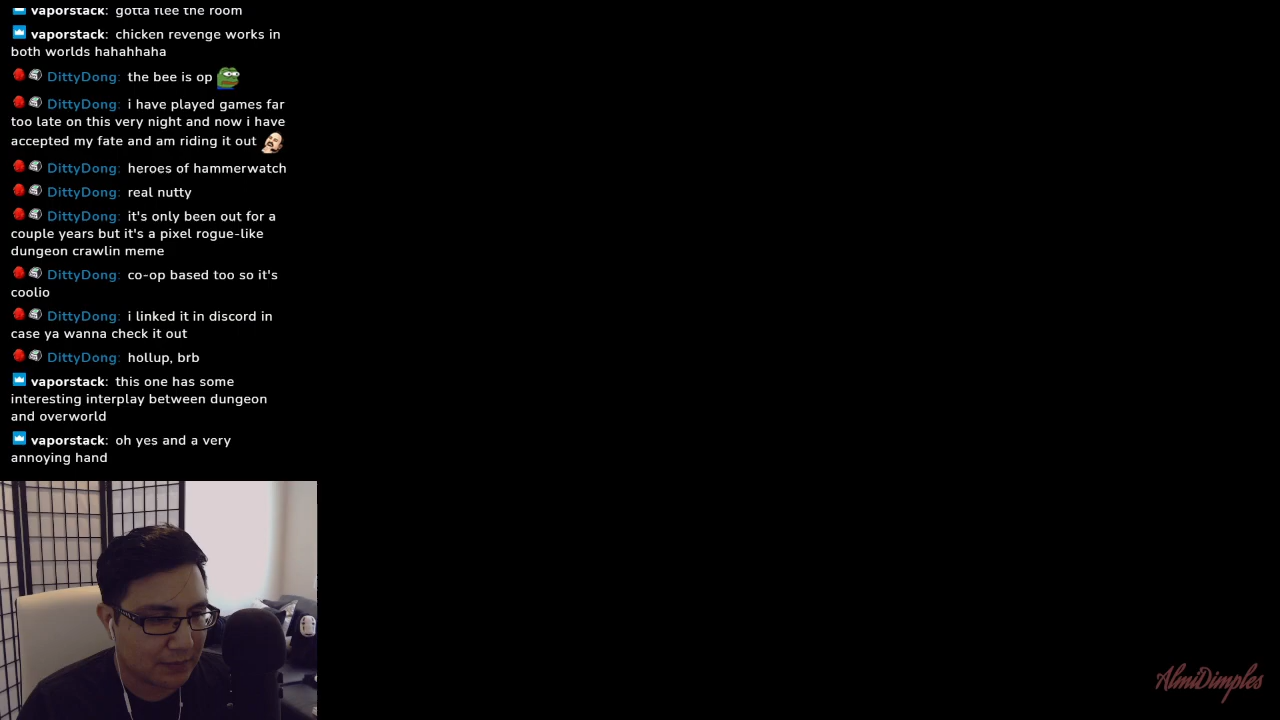 vaporstack: gotta flee the room
vaporstack: chicken revenge works in
both worlds hahahhaha
DittyDong: the bee is op
DittyDong: i have played games far
too late on this very night and now i have
accepted my fate and am riding it out
DittyDong: heroes of hammerwatch
DittyDong: real nutty
DittyDong: it's only been out for a
couple years but it's a pixel rogue-like
dungeon crawlin meme
DittyDong: co-op based too so it's
coolio
DittyDong: i linked it in discord in
case ya wanna check it out
DittyDong: hollup, brb
vaporstack: this one has some
interesting interplay between dungeon
and overworld
vaporstack: oh yes and a very
annoying hand
AlmiDimples